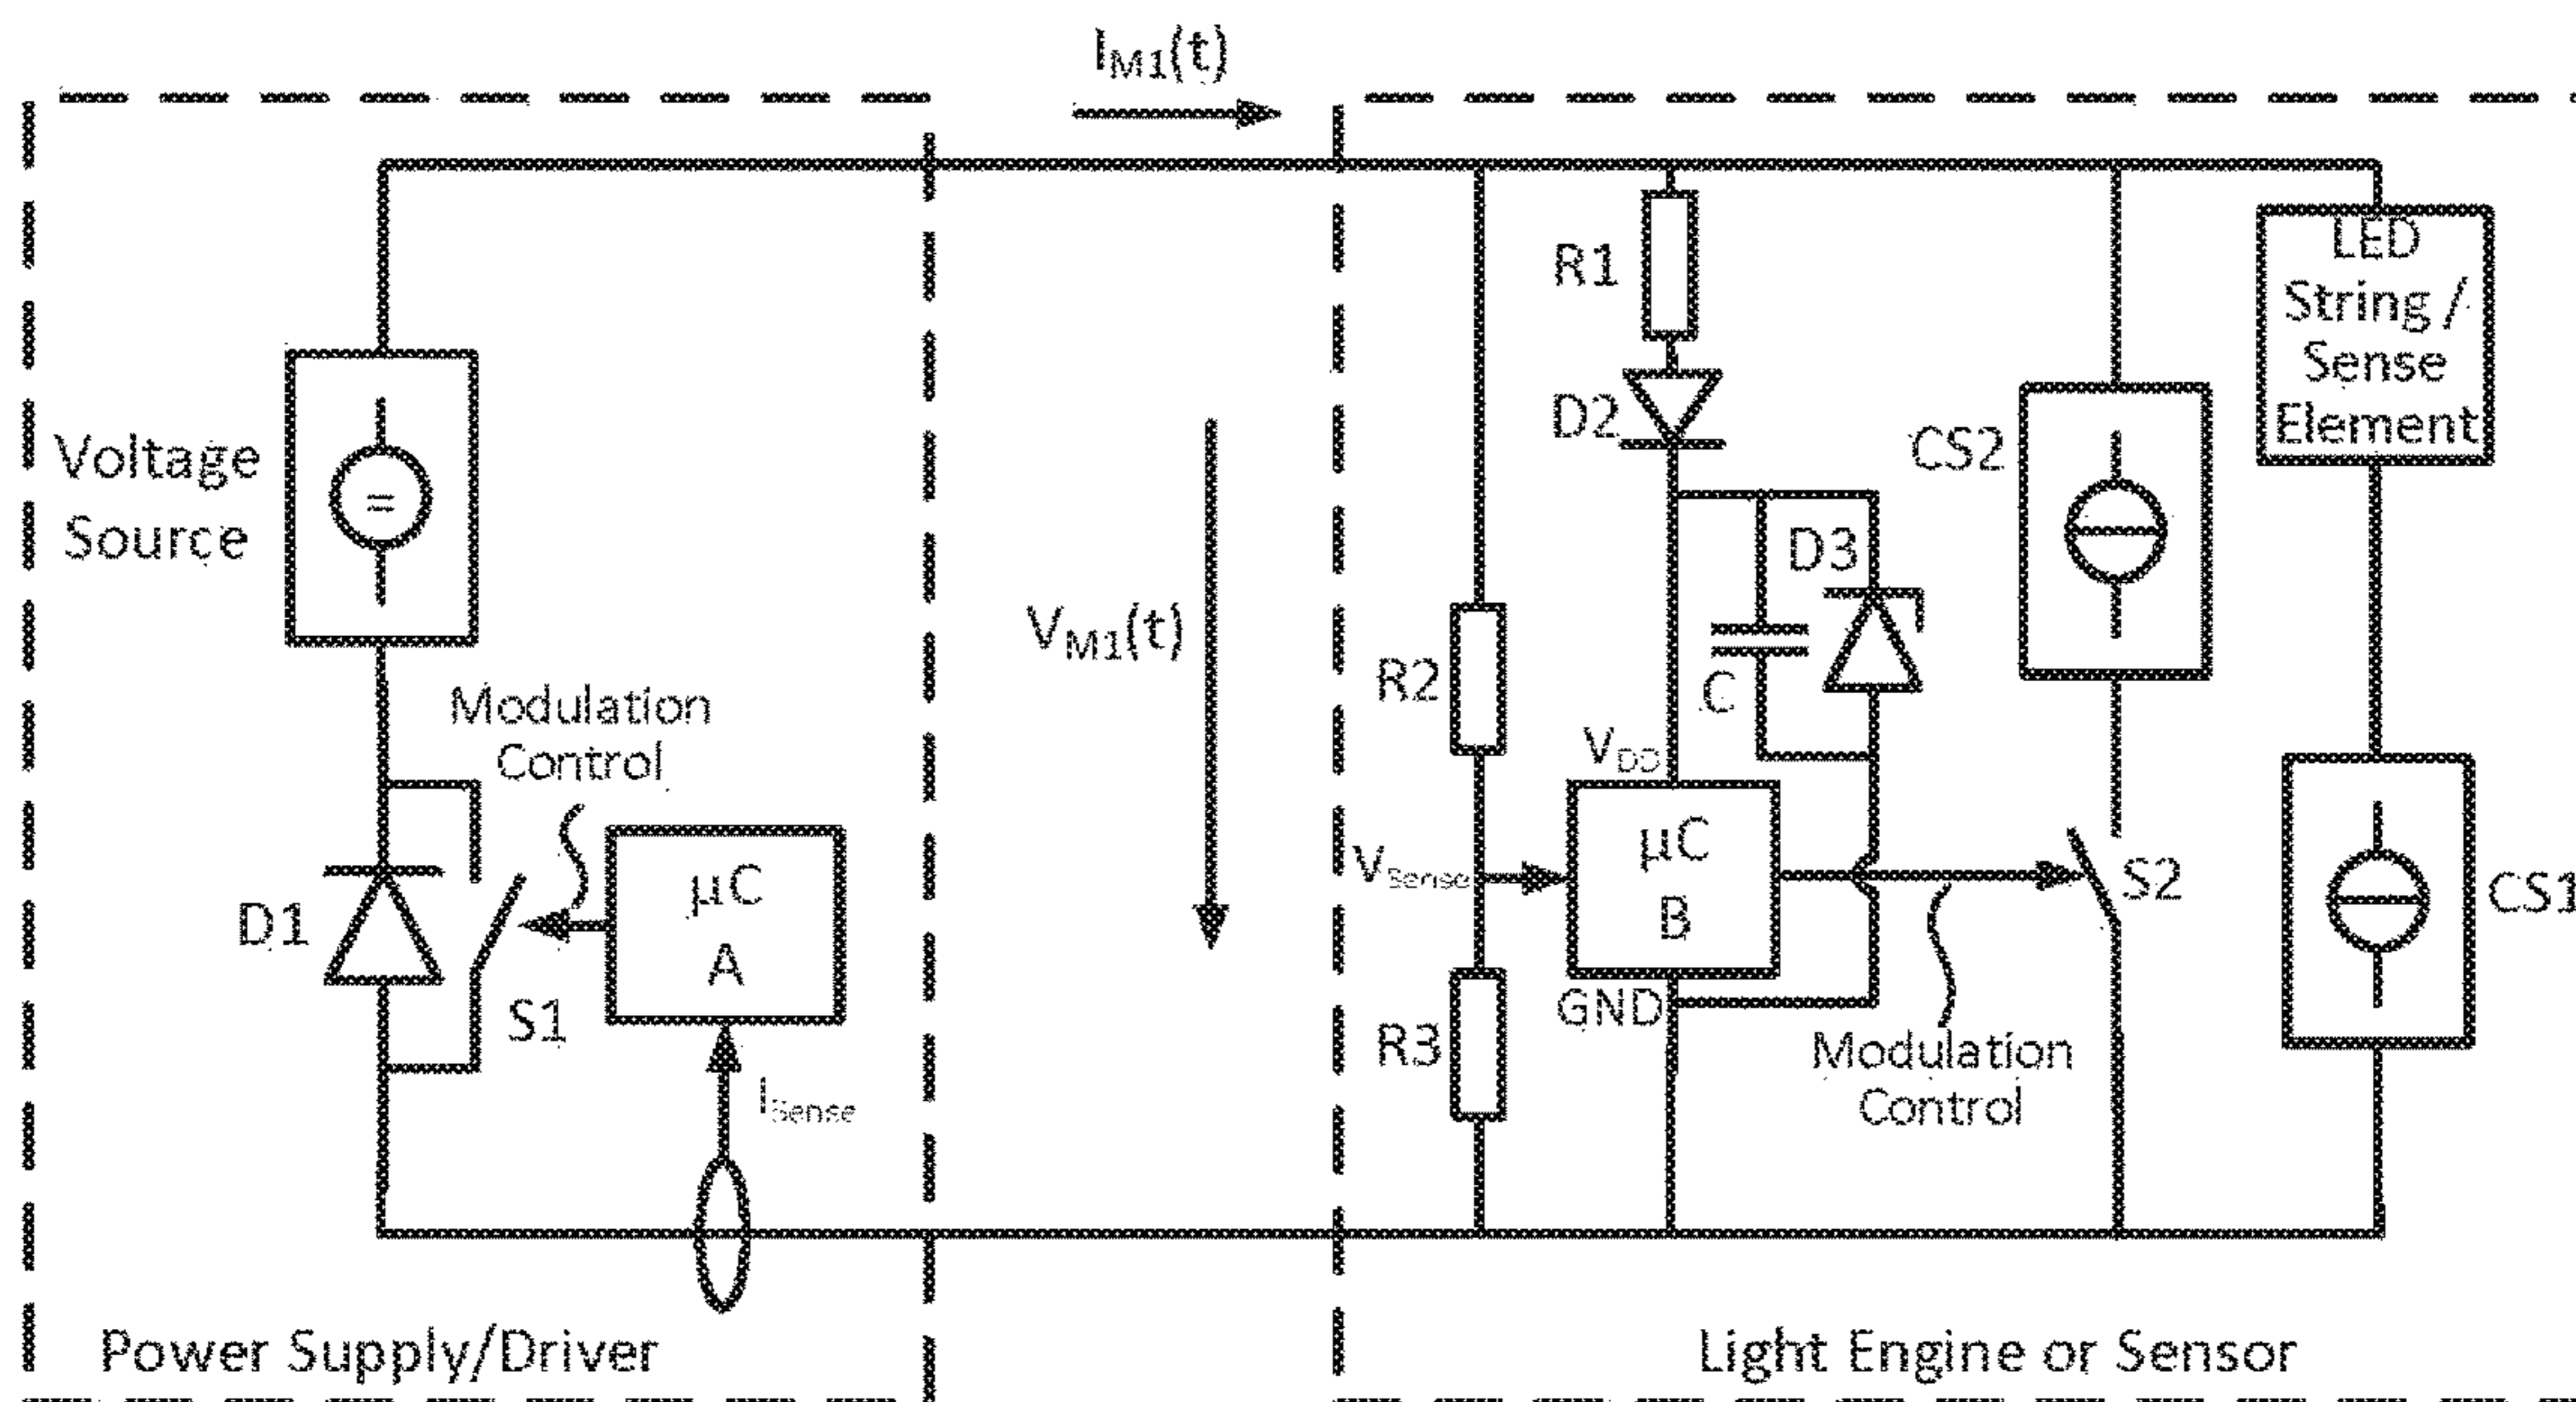 I_M1(t)
Voltage
Source
=
Modulation
Control
D1
S1
µC
A
I_Sense
Power Supply/Driver
V_M1(t)
R1
D2
R2
R3
C
D3
V_DD
V_Sense
µC
B
GND
CS2
S2
Modulation
Control
LED
String /
Sense
Element
CS1
Light Engine or Sensor